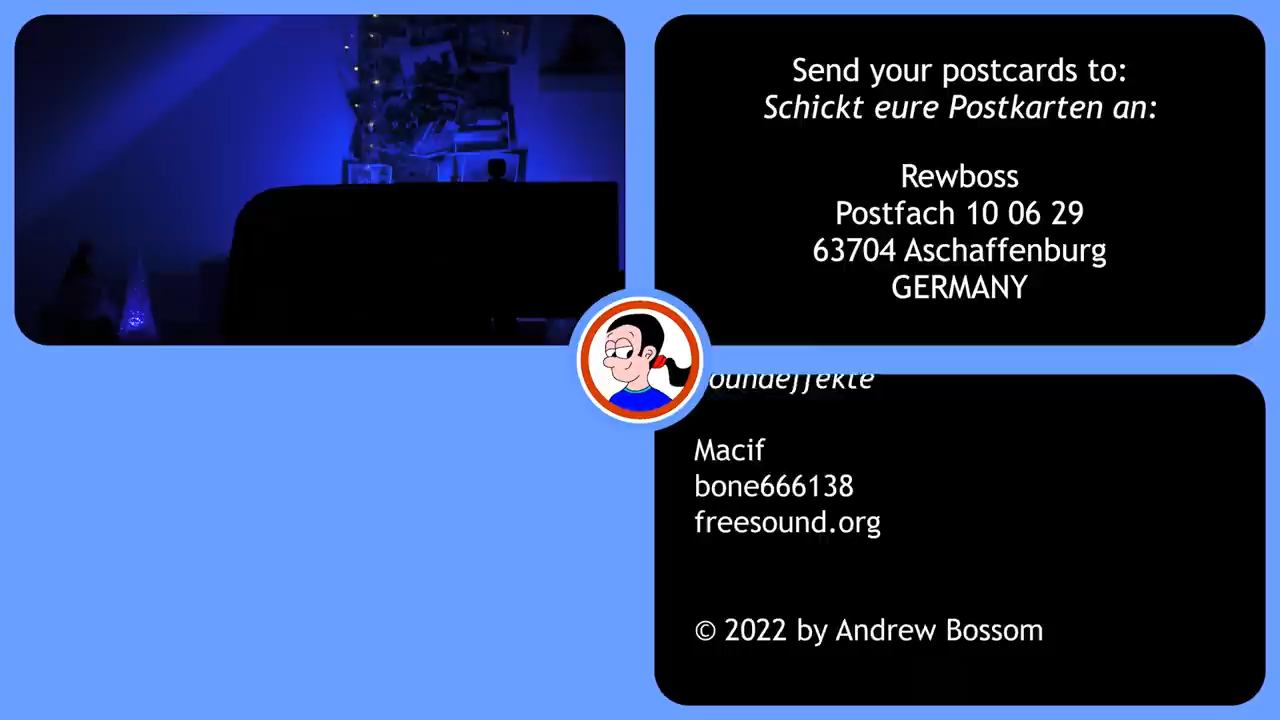 Send your postcards to:
Schickt eure Postkarten an:
Rewboss
Postfach 10 06 29
63704 Aschaffenburg
GERMANY
oundeffekte
Macif
bone666138
freesound.org
© 2022 by Andrew Bossom